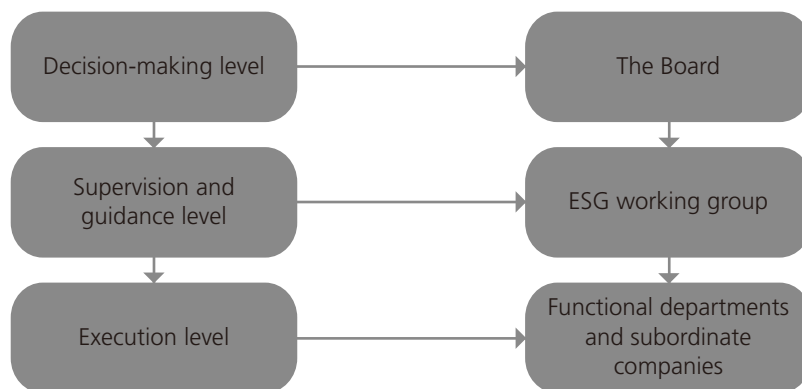 Decision-making level
The Board
Supervision and
guidance level
ESG working group
Execution level
Functional departments
and subordinate
companies